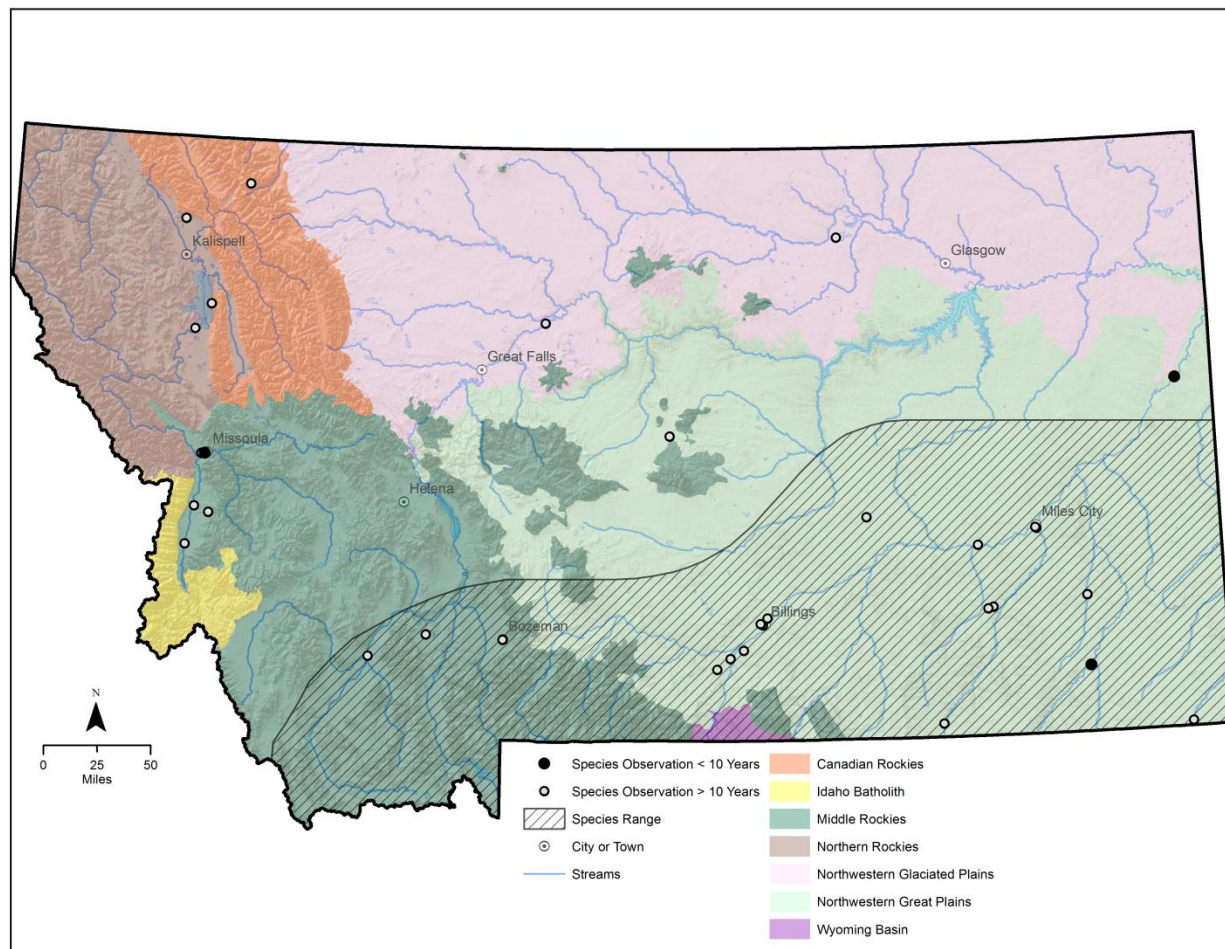 Kalispell
Glasgow
Great Falls
Missoula
Helena
Miles City
Billings
Bozeman
N
0 25 50
Miles
Species Observation < 10 Years
Species Observation > 10 Years
Species Range
City or Town
Streams
Canadian Rockies
Idaho Batholith
Middle Rockies
Northern Rockies
Northwestern Glaciated Plains
Northwestern Great Plains
Wyoming Basin